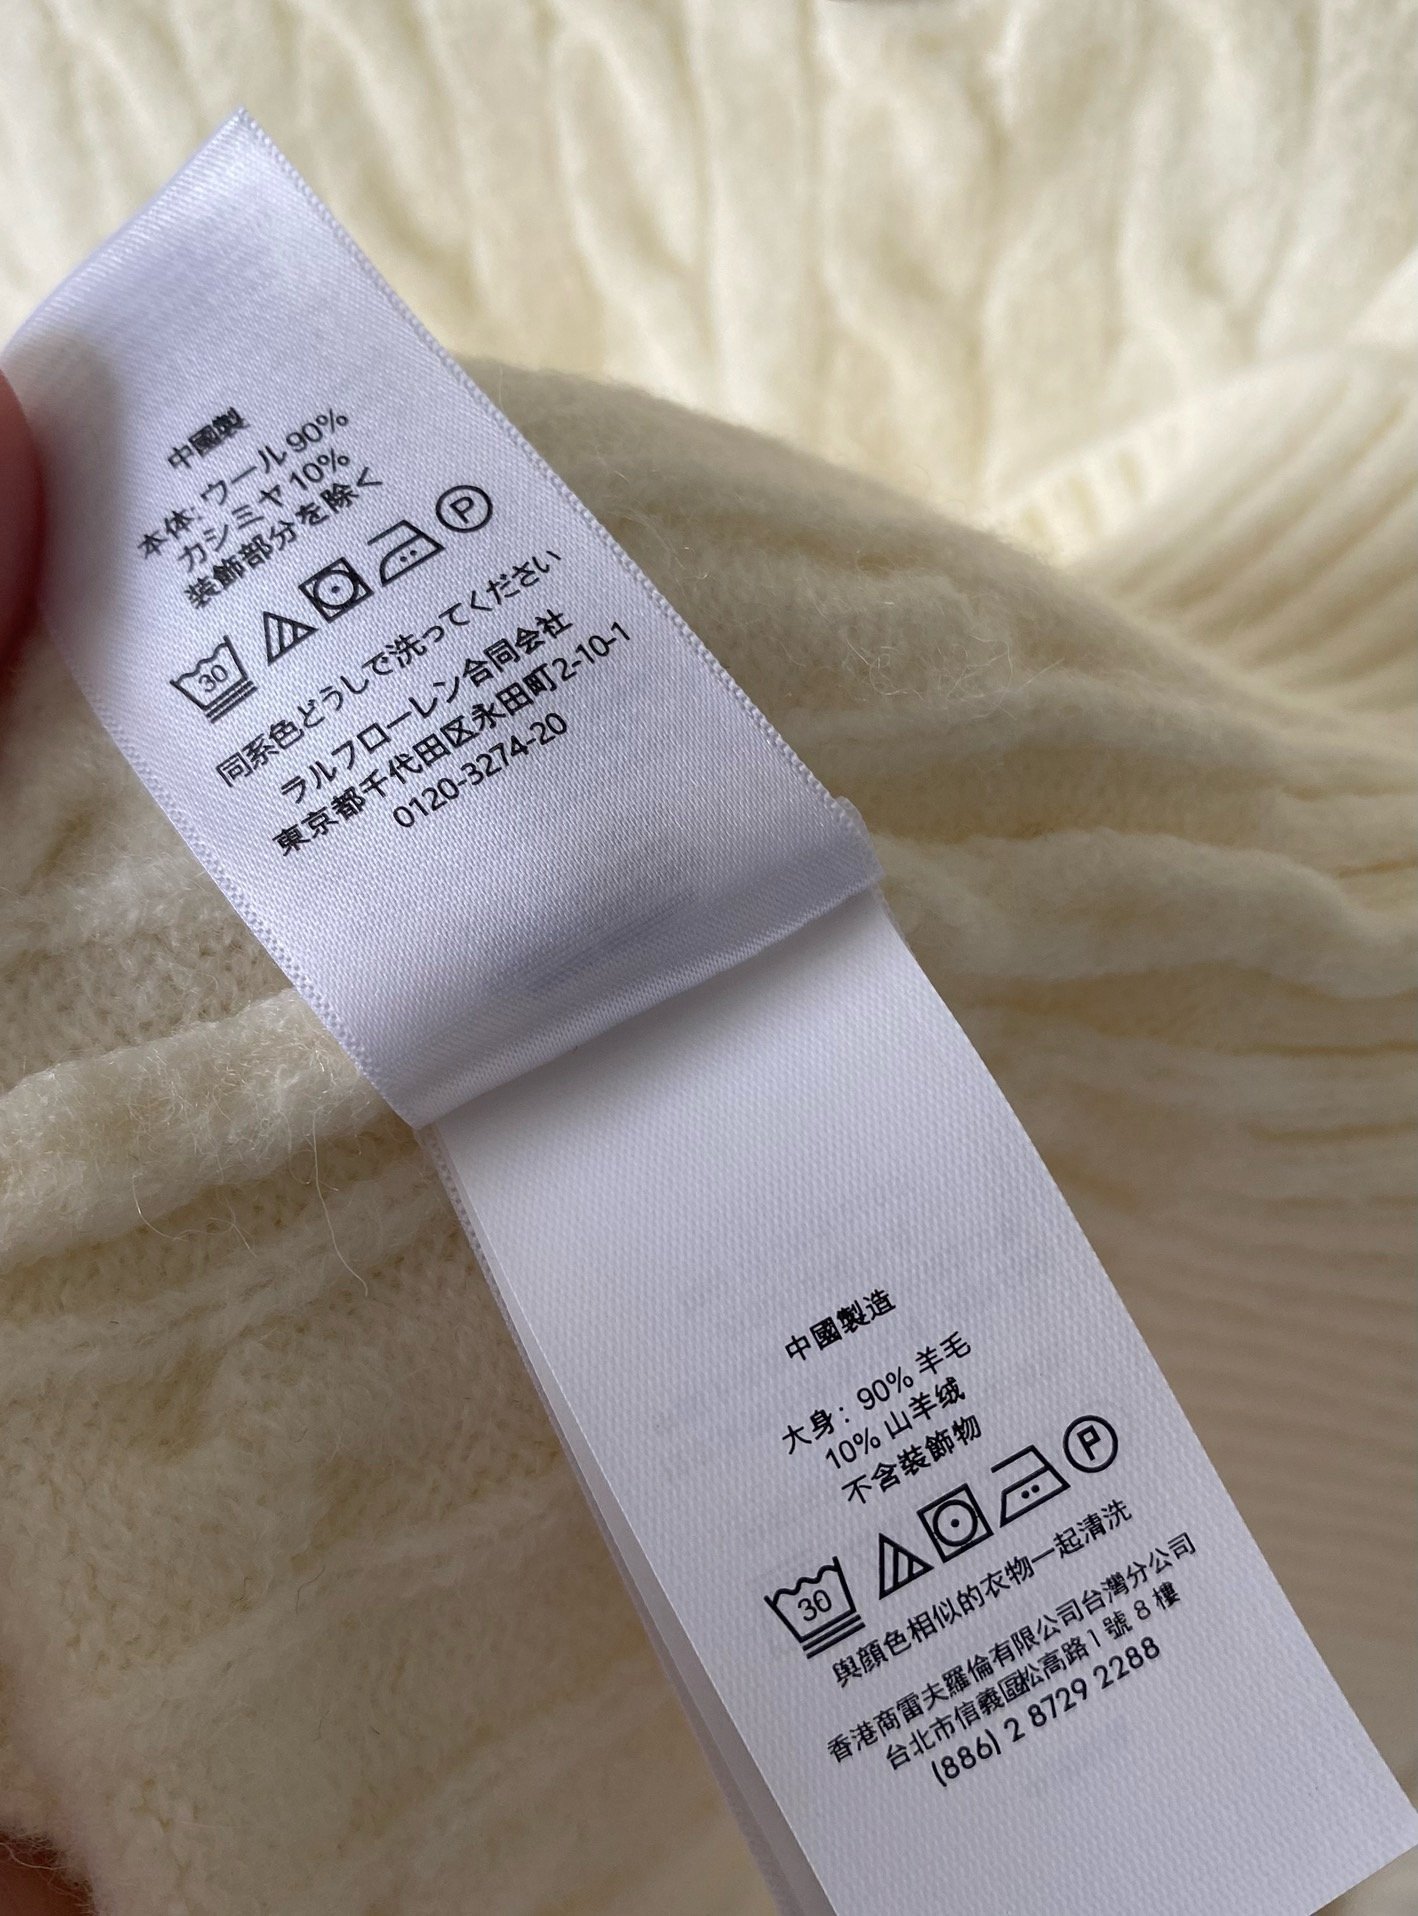 中國製
本体: ウール 90%
カシミヤ 10%
装飾部分を除く
30
P
同系色どうしで洗ってください
ラルフローレン合同会社
東京都千代田区永田町2-10-1
0120-3274-20
中國製造
大身: 90% 羊毛
10% 山羊绒
不含裝飾物
30
P
與顏色相似的衣物一起清洗
香港商雷夫羅倫有限公司台灣分公司
台北市信義國松高路 1 號 8 樓
(886) 2 8729 2288